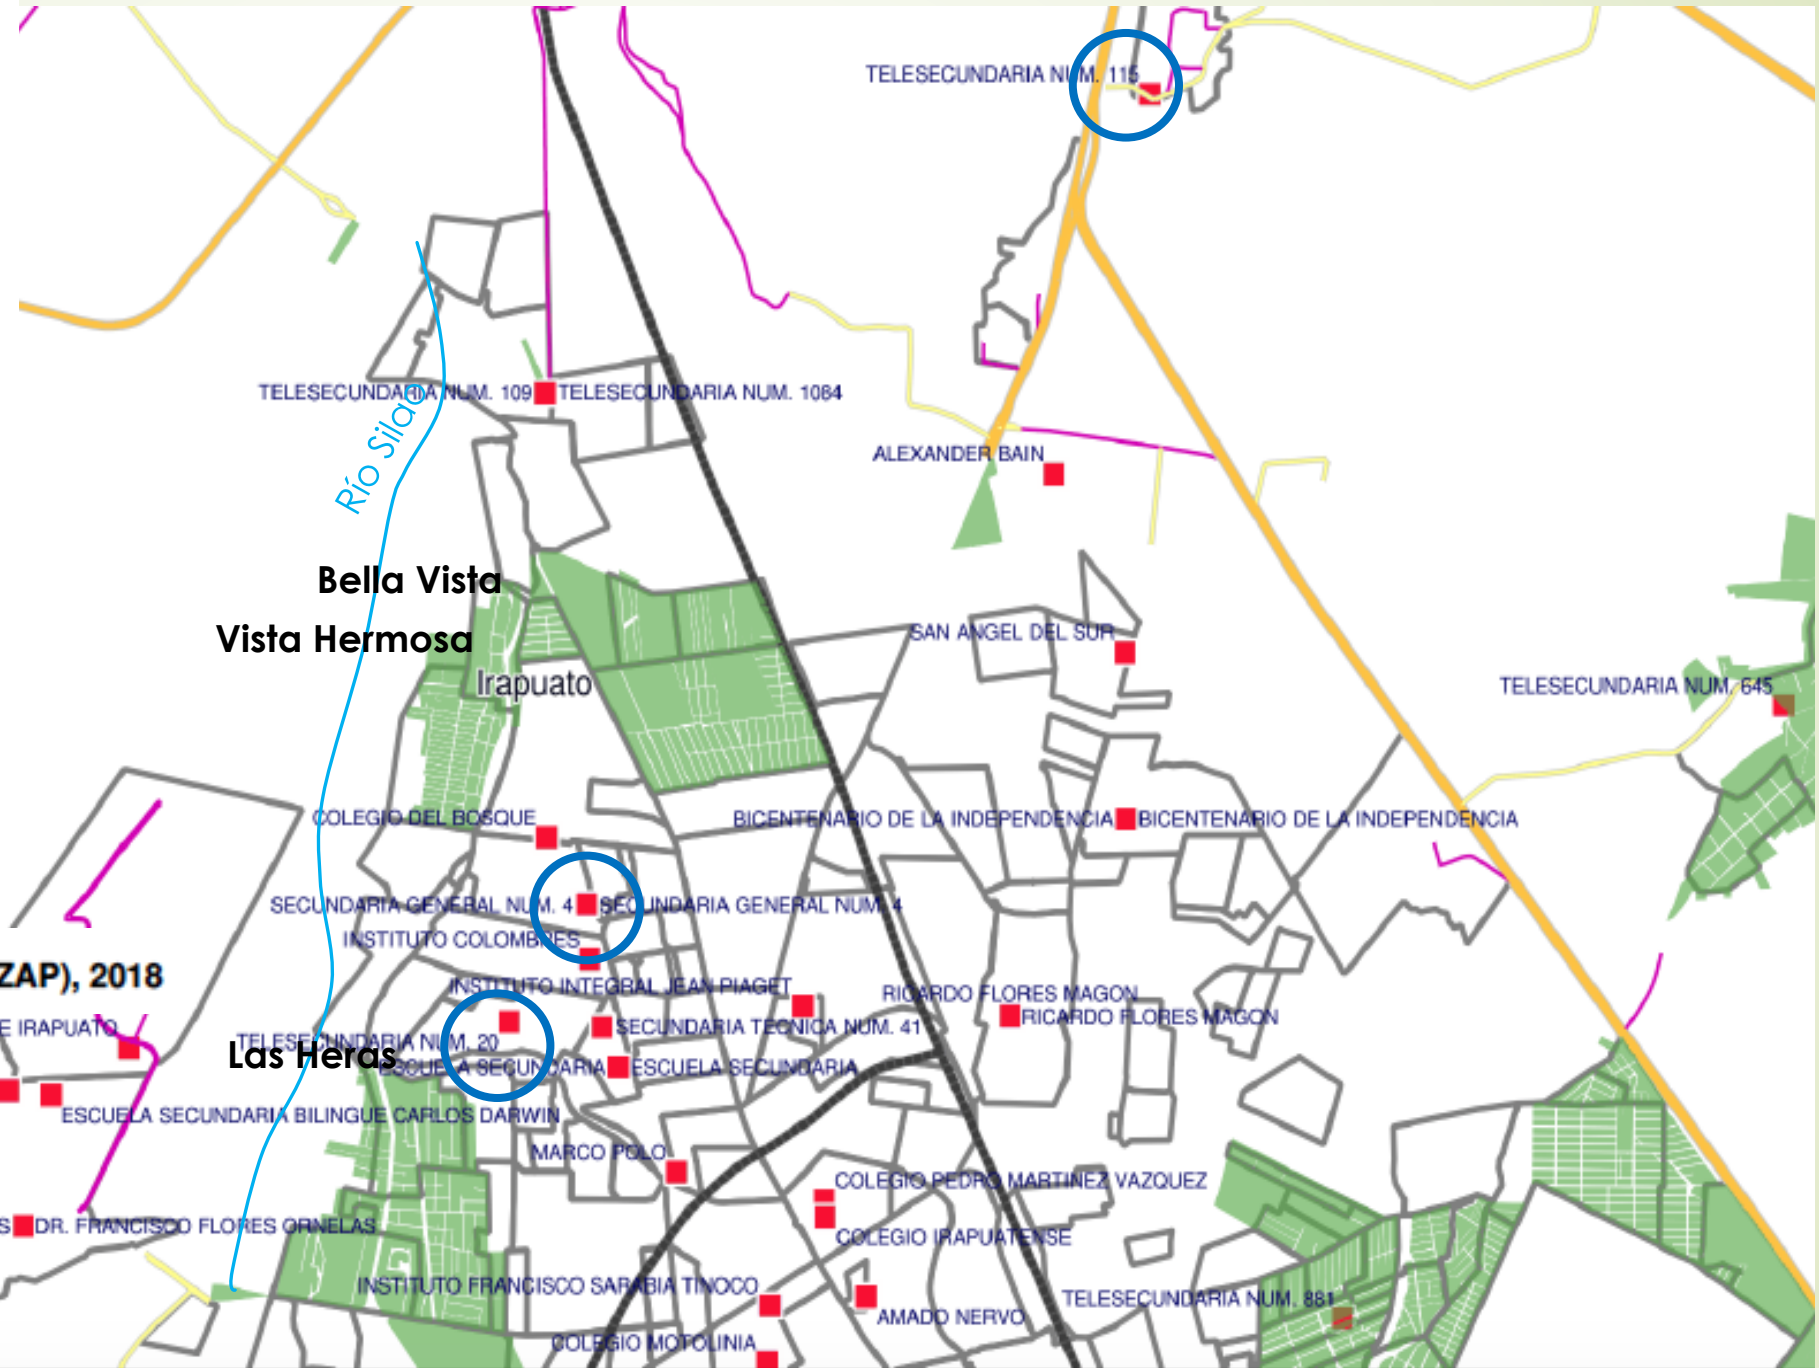 TELESECUNDARIA NUM. 115
TELESECUNDARIA NUM. 109
TELESECUNDARIA NUM. 1084
Río Silao
ALEXANDER BAIN
Bella Vista
Vista Hermosa
SAN ANGEL DEL SUR
Irapuato
TELESECUNDARIA NUM. 645
COLEGIO DEL BOSQUE
BICENTENARIO DE LA INDEPENDENCIA
BICENTENARIO DE LA INDEPENDENCIA
SECUNDARIA GENERAL NUM. 4
SECUNDARIA GENERAL NUM. 4
INSTITUTO COLOMBRES
ZAP), 2018
INSTITUTO INTEGRAL JEAN PIAGET
RICARDO FLORES MAGON
RICARDO FLORES MAGON
E IRAPUATO
SECUNDARIA TECNICA NUM. 41
TELESECUNDARIA NUM. 20
Las Heras
ESCUELA SECUNDARIA
ESCUELA SECUNDARIA
ESCUELA SECUNDARIA BILINGUE CARLOS DARWIN
MARCO POLO
COLEGIO PEDRO MARTINEZ VAZQUEZ
S
DR. FRANCISCO FLORES ORNELAS
COLEGIO IRAPUATENSE
INSTITUTO FRANCISCO SARABIA TINOCO
TELESECUNDARIA NUM. 881
AMADO NERVO
COLEGIO MOTOLINIA